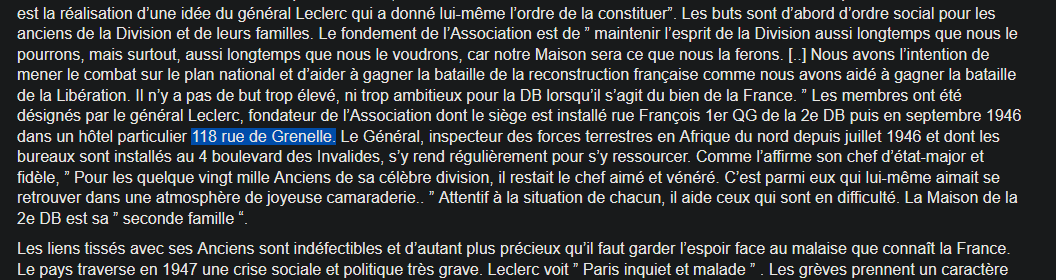 est la réalisation d’une idée du général Leclerc qui a donné lui-même l’ordre de la constituer”. Les buts sont d’abord d’ordre social pour les
anciens de la Division et de leurs familles. Le fondement de l’Association est de ” maintenir l’esprit de la Division aussi longtemps que nous le
pourrons, mais surtout, aussi longtemps que nous le voudrons, car notre Maison sera ce que nous la ferons. [..] Nous avons l’intention de
mener le combat sur le plan national et d’aider à gagner la bataille de la reconstruction française comme nous avons aidé à gagner la bataille
de la Libération. Il n’y a pas de but trop élevé, ni trop ambitieux pour la DB lorsqu’il s’agit du bien de la France. ” Les membres ont été
désignés par le général Leclerc, fondateur de l’Association dont le siège est installé rue François 1er QG de la 2e DB puis en septembre 1946
dans un hôtel particulier 118 rue de Grenelle. Le Général, inspecteur des forces terrestres en Afrique du nord depuis juillet 1946 et dont les
bureaux sont installés au 4 boulevard des Invalides, s’y rend régulièrement pour s’y ressourcer. Comme l’affirme son chef d’état-major et
fidèle, ” Pour les quelque vingt mille Anciens de sa célèbre division, il restait le chef aimé et vénéré. C’est parmi eux qui lui-même aimait se
retrouver dans une atmosphère de joyeuse camaraderie.. ” Attentif à la situation de chacun, il aide ceux qui sont en difficulté. La Maison de la
2e DB est sa ” seconde famille “.
Les liens tissés avec ses Anciens sont indéfectibles et d’autant plus précieux qu’il faut garder l’espoir face au malaise que connaît la France.
Le pays traverse en 1947 une crise sociale et politique très grave. Leclerc voit ” Paris inquiet et malade ” . Les grèves prennent un caractère